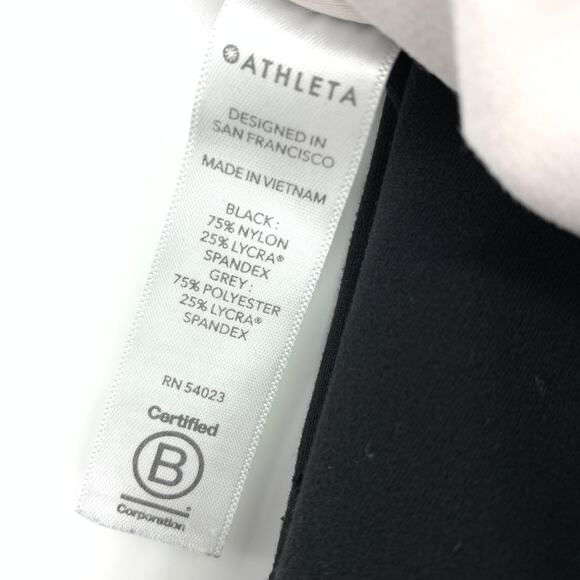 ATHLETA
DESIGNED IN
SAN FRANCISCO
MADE IN VIETNAM
BLACK :
75% NYLON
25% LYCRA®
SPANDEX
GREY :
75% POLYESTER
25% LYCRA®
SPANDEX
RN 54023
Certified
B
Corporation